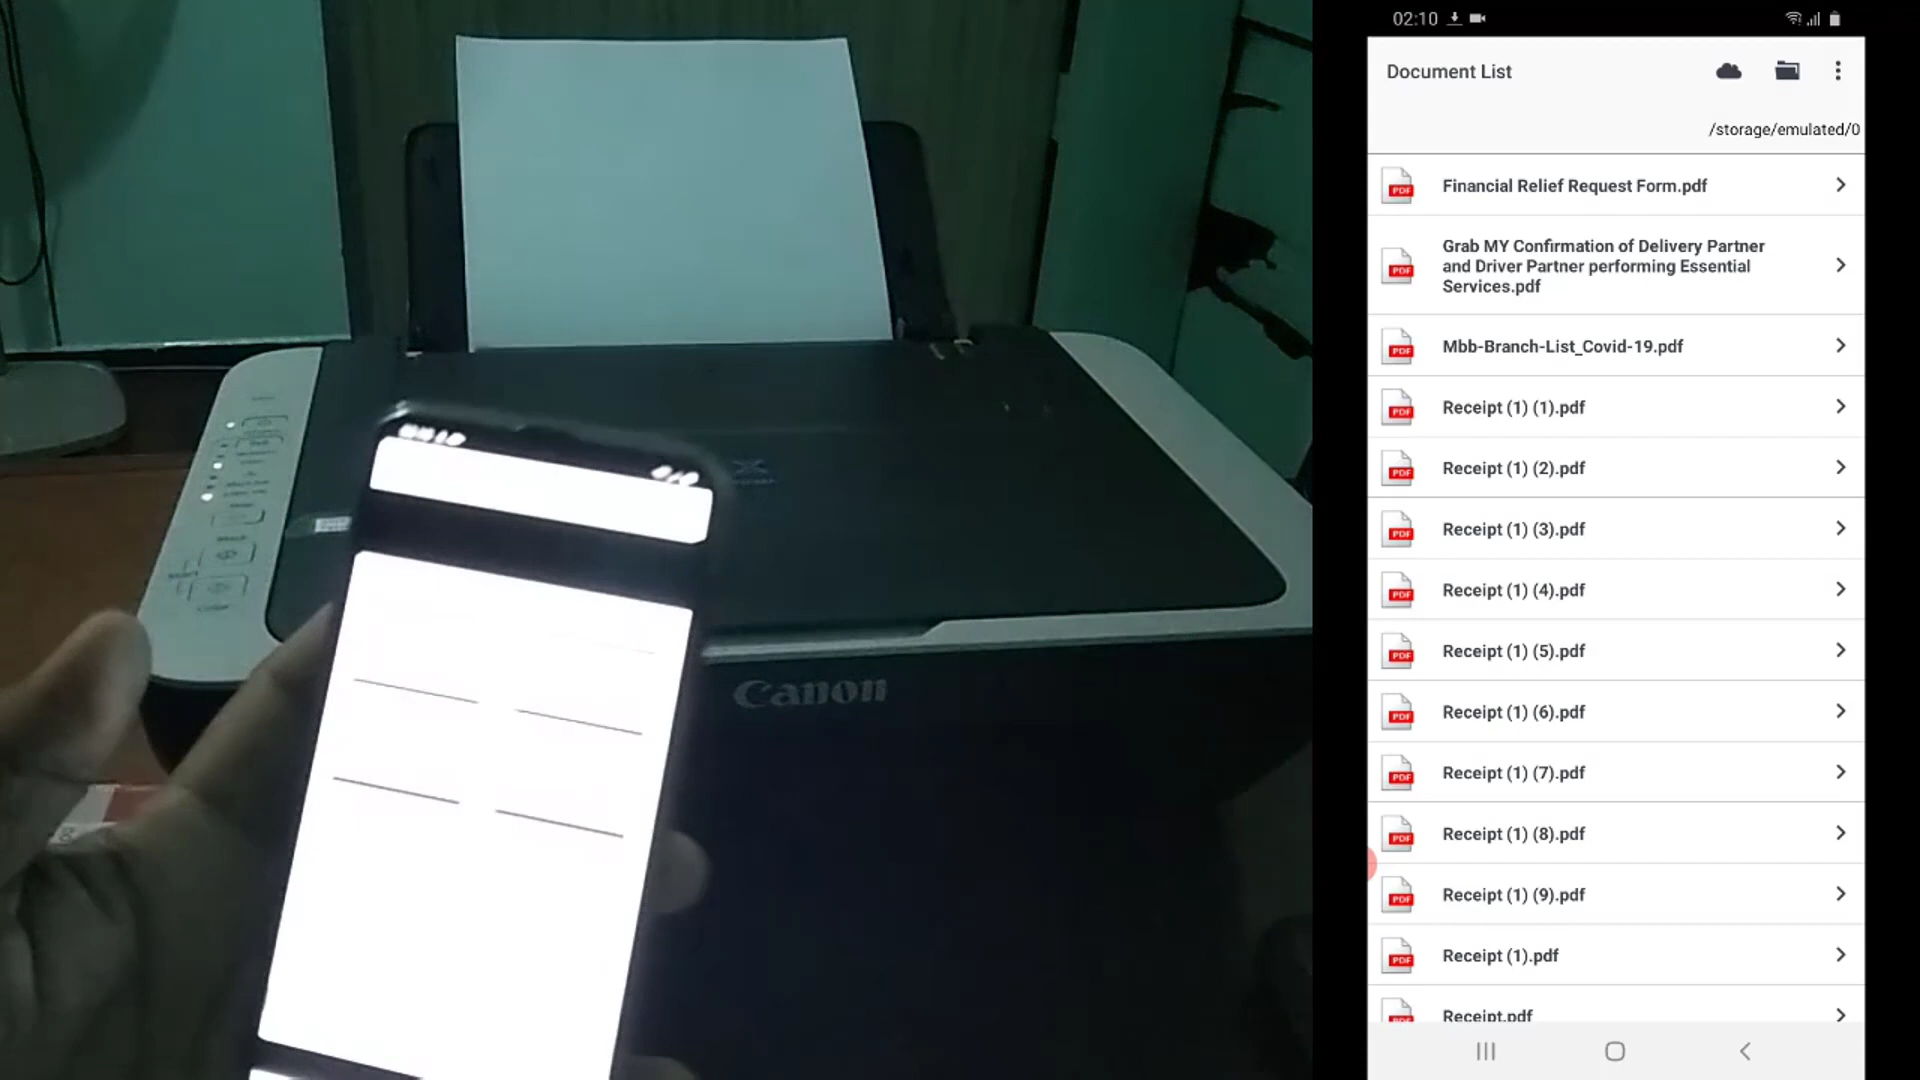 Canon
02:10
Document List
/storage/emulated/0
Financial Relief Request Form.pdf
Grab MY Confirmation of Delivery Partner
and Driver Partner performing Essential
Services.pdf
Mbb-Branch-List_Covid-19.pdf
Receipt (1) (1).pdf
Receipt (1) (2).pdf
Receipt (1) (3).pdf
Receipt (1) (4).pdf
Receipt (1) (5).pdf
Receipt (1) (6).pdf
Receipt (1) (7).pdf
Receipt (1) (8).pdf
Receipt (1) (9).pdf
Receipt (1).pdf
Receipt.pdf